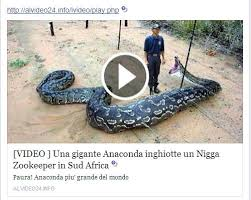 http://alvideo24.info/ivideo/play.php
[VIDEO ] Una gigante Anaconda inghiotte un Nigga
Zookeeper in Sud Africa
Paura! Anaconda piu' grande del mondo
ALVIDEO24.INFO